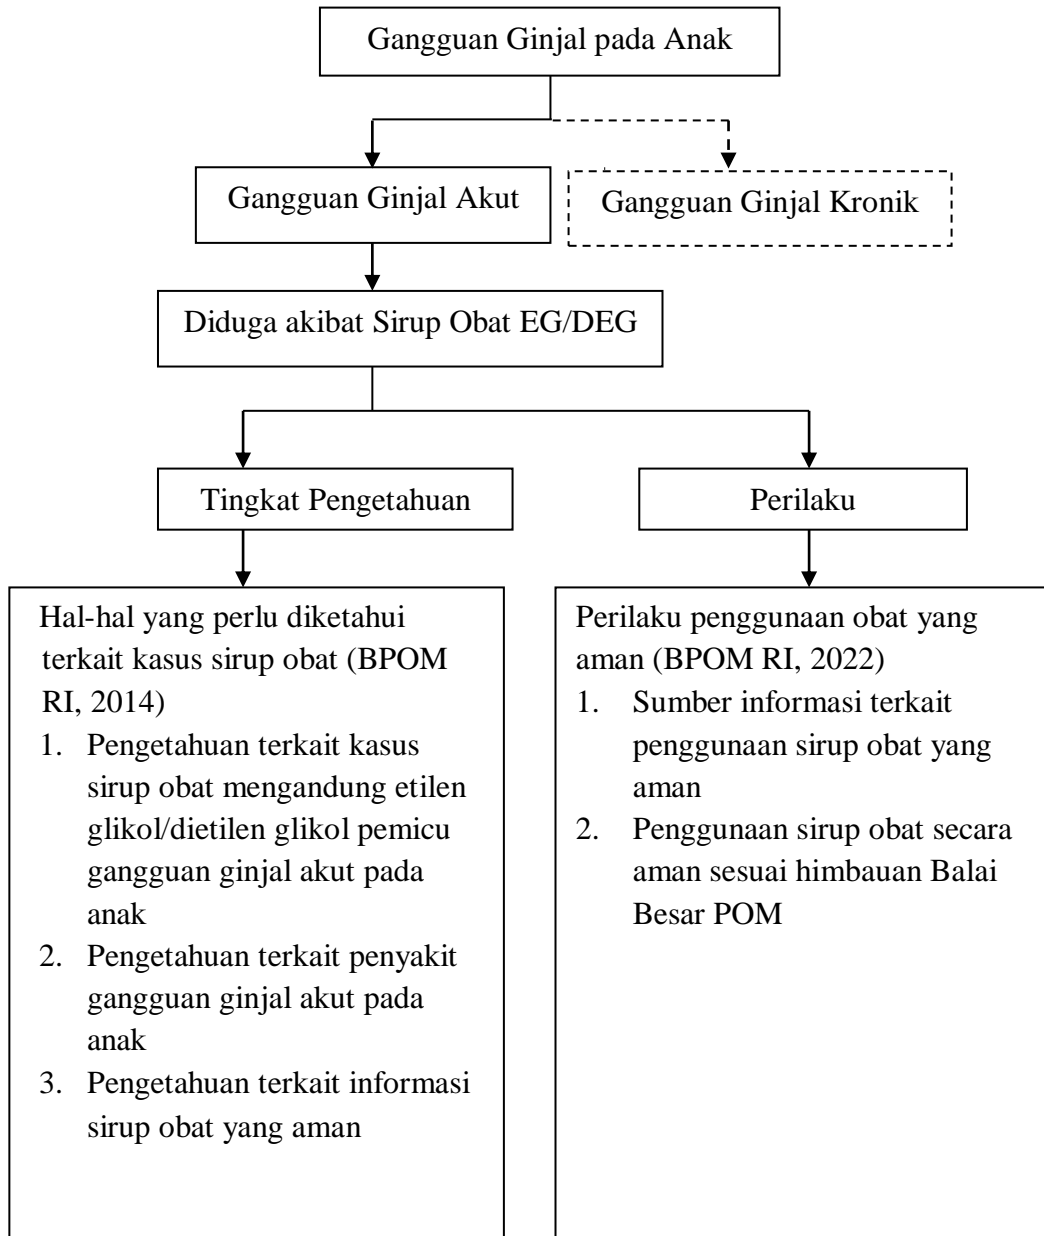 Gangguan Ginjal pada Anak
Gangguan Ginjal Akut
Gangguan Ginjal Kronik
Diduga akibat Sirup Obat EG/DEG
Tingkat Pengetahuan
Perilaku
Hal-hal yang perlu diketahui
terkait kasus sirup obat (BPOM
RI, 2014)
1. Pengetahuan terkait kasus
sirup obat mengandung etilen
glikol/dietilen glikol pemicu
gangguan ginjal akut pada
anak
2. Pengetahuan terkait penyakit
gangguan ginjal akut pada
anak
3. Pengetahuan terkait informasi
sirup obat yang aman
Perilaku penggunaan obat yang
aman (BPOM RI, 2022)
1. Sumber informasi terkait
penggunaan sirup obat yang
aman
2. Penggunaan sirup obat secara
aman sesuai himbauan Balai
Besar POM